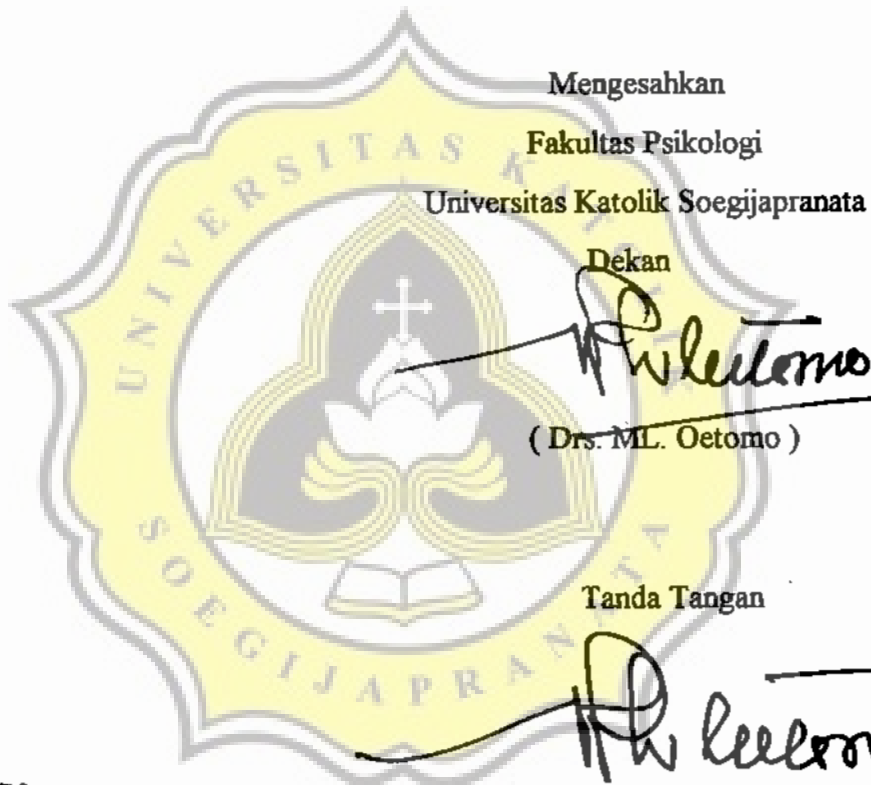 Mengesahkan
Fakultas Psikologi
Universitas Katolik Soegijapranata
Dekan
( Drs. ML. Oetomo )
Tanda Tangan
UNIVERSITAS KATOLIK
SOEGIJAPRANATA